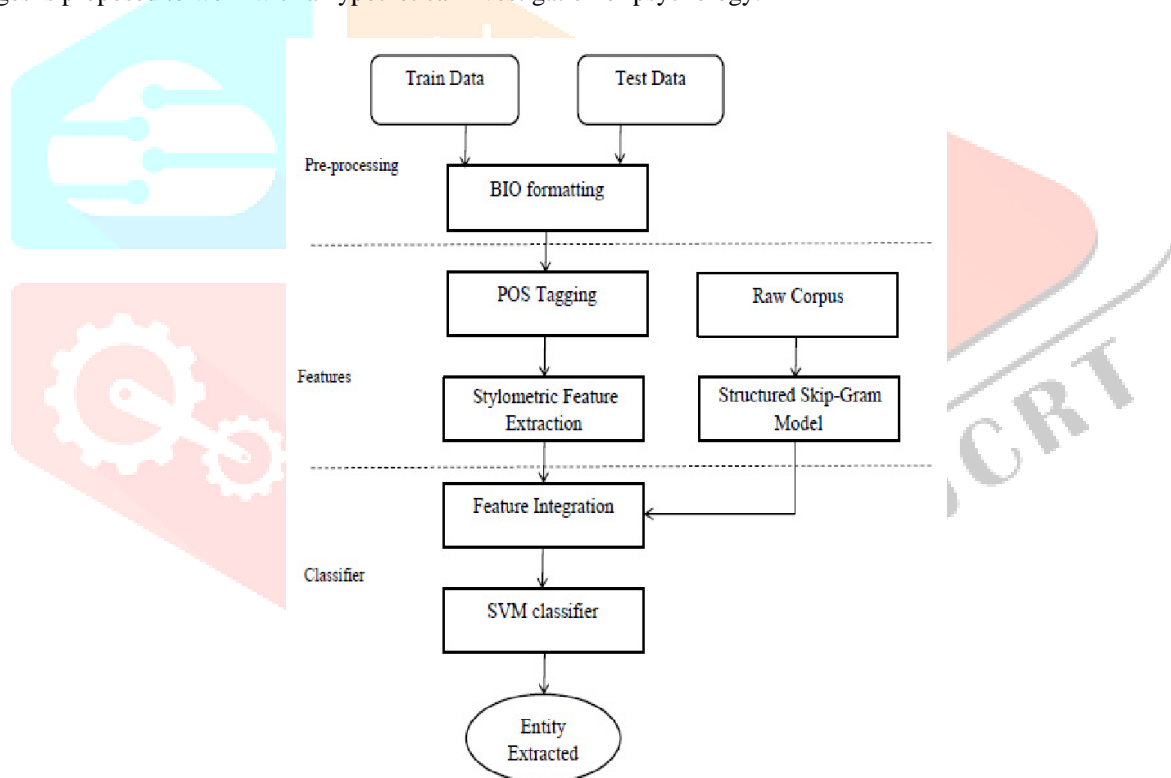 Train Data
Test Data
Pre-processing
BIO formatting
POS Tagging
Raw Corpus
Features
Stylometric Feature
Extraction
Structured Skip-Gram
Model
Feature Integration
Classifier
SVM classifier
Entity
Extracted
CRT